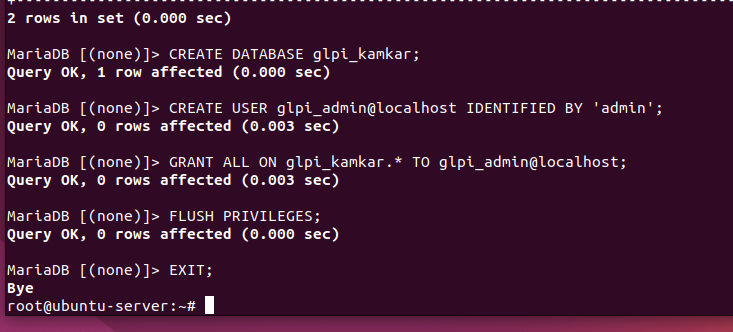 2 rows in set (0.000 sec)
MariaDB [(none)]> CREATE DATABASE glpi_kamkar;
Query OK, 1 row affected (0.000 sec)
MariaDB [(none)]> CREATE USER glpi_admin@localhost IDENTIFIED BY 'admin';
Query OK, 0 rows affected (0.003 sec)
MariaDB [(none)]> GRANT ALL ON glpi_kamkar.* TO glpi_admin@localhost;
Query OK, 0 rows affected (0.003 sec)
MariaDB [(none)]> FLUSH PRIVILEGES;
Query OK, 0 rows affected (0.000 sec)
MariaDB [(none)]> EXIT;
Bye
root@ubuntu-server:~#